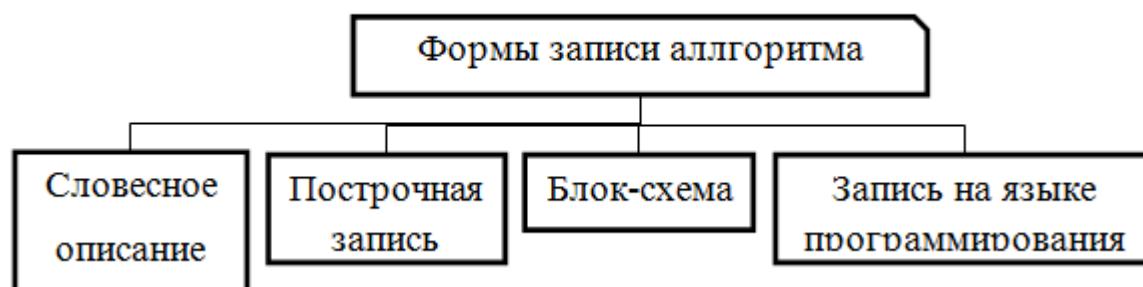 Формы записи аллгоритма
Словесное
описание
Построчная
запись
Блок-схема
Запись на языке
программирования